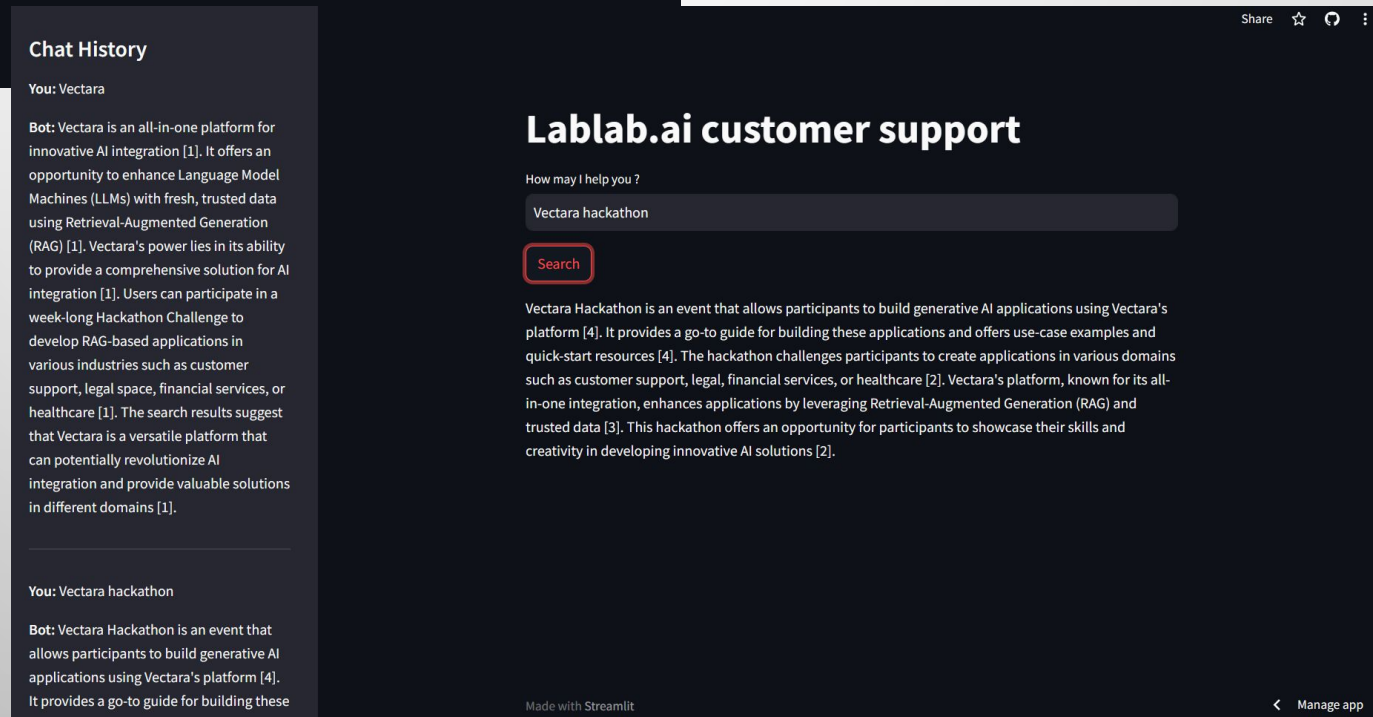 Chat History
You: Vectara
Bot: Vectara is an all-in-one platform for
innovative AI integration [1]. It offers an
opportunity to enhance Language Model
Machines (LLMs) with fresh, trusted data
using Retrieval-Augmented Generation
(RAG) [1]. Vectara's power lies in its ability
to provide a comprehensive solution for AI
integration [1]. Users can participate in a
week-long Hackathon Challenge to
develop RAG-based applications in
various industries such as customer
support, legal space, financial services, or
healthcare [1]. The search results suggest
that Vectara is a versatile platform that
can potentially revolutionize AI
integration and provide valuable solutions
in different domains [1].
You: Vectara hackathon
Bot: Vectara Hackathon is an event that
allows participants to build generative AI
applications using Vectara's platform [4].
It provides a go-to guide for building these
Share
Lablab.ai customer support
How may I help you ?
Vectara hackathon
Search
Vectara Hackathon is an event that allows participants to build generative AI applications using Vectara's
platform [4]. It provides a go-to guide for building these applications and offers use-case examples and
quick-start resources [4]. The hackathon challenges participants to create applications in various domains
such as customer support, legal, financial services, or healthcare [2]. Vectara's platform, known for its all-
in-one integration, enhances applications by leveraging Retrieval-Augmented Generation (RAG) and
trusted data [3]. This hackathon offers an opportunity for participants to showcase their skills and
creativity in developing innovative AI solutions [2].
Made with Streamlit
Manage app